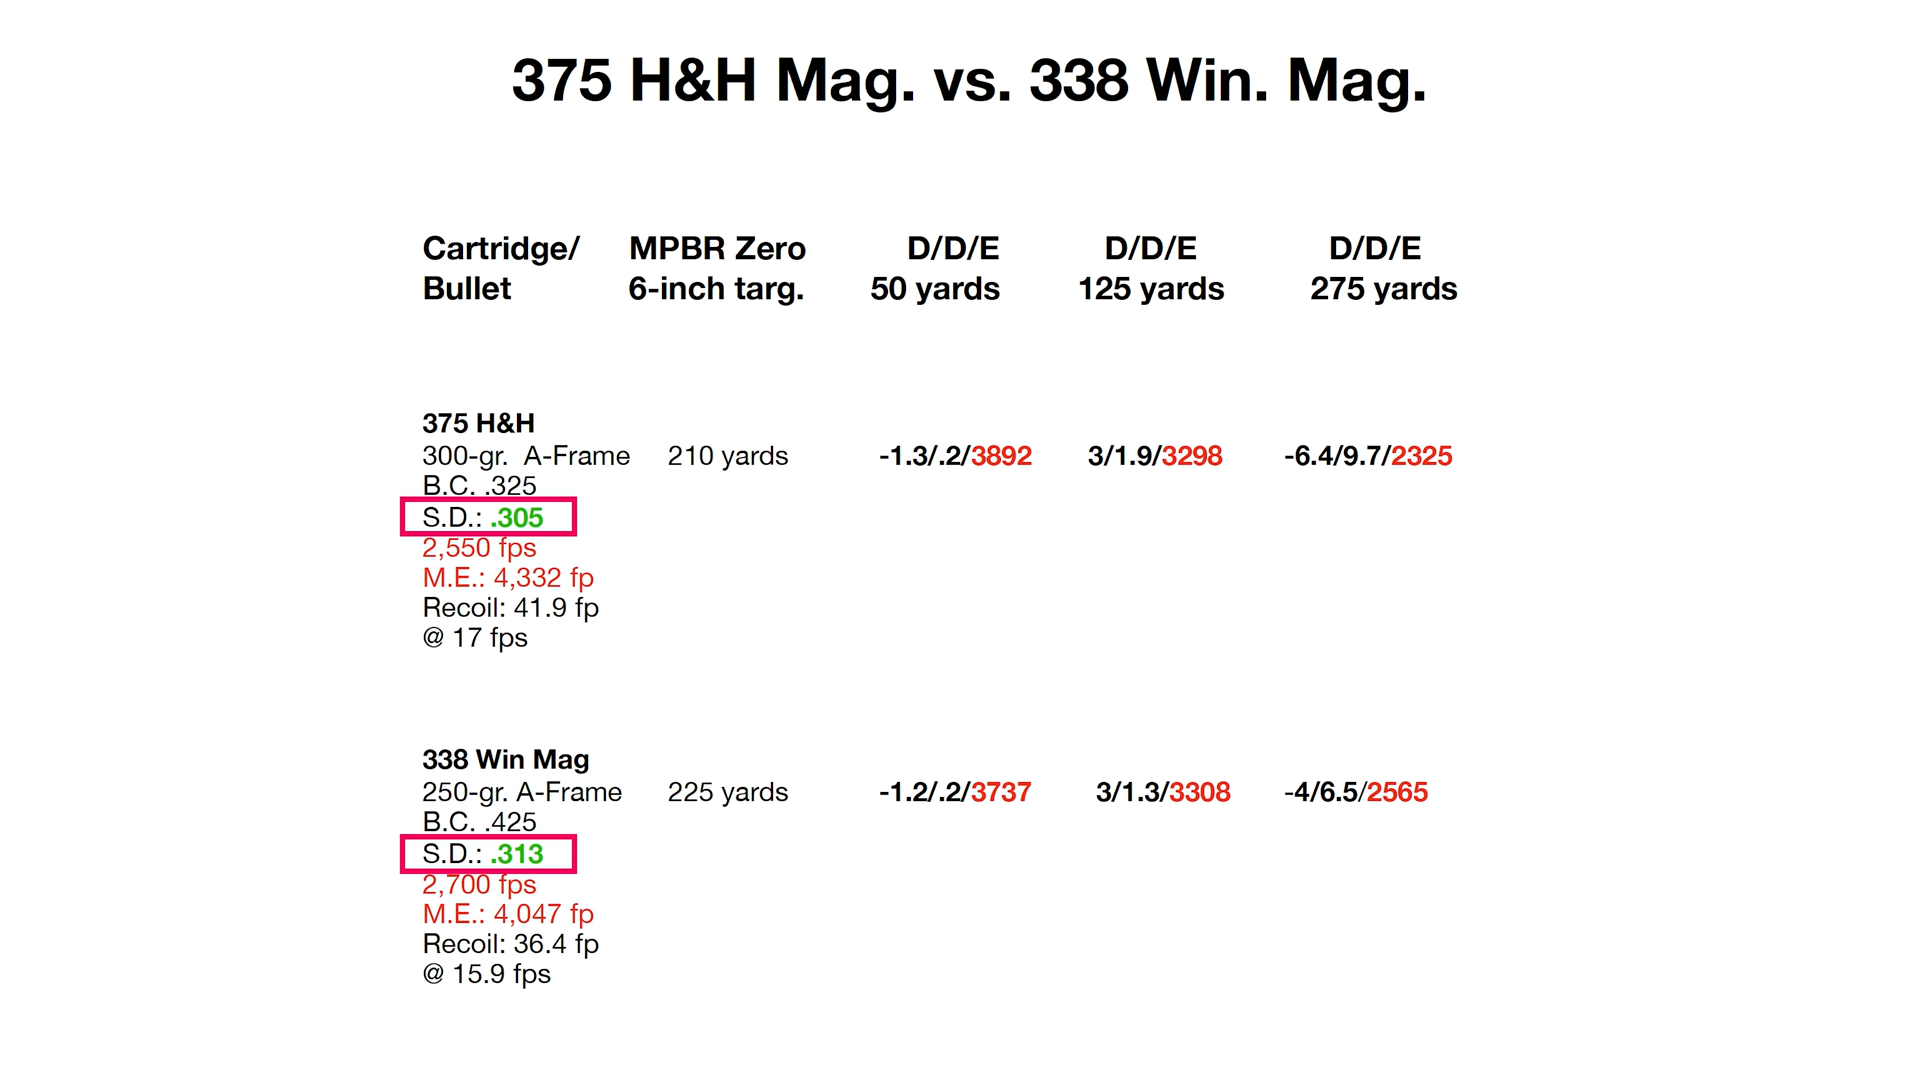 375 H&H Mag. vs. 338 Win. Mag.
Cartridge/ MPBR Zero D/D/E D/D/E D/D/E
Bullet 6-inch targ. 50 yards 125 yards 275 yards
375 H&H
300-gr. A-Frame 210 yards -1.3/.2/3892 3/1.9/3298 -6.4/9.7/2325
B.C. .325
S.D.: .305
2,550 fps
M.E.: 4,332 fp
Recoil: 41.9 fp
@ 17 fps
338 Win Mag
250-gr. A-Frame 225 yards -1.2/.2/3737 3/1.3/3308 -4/6.5/2565
B.C. .425
S.D.: .313
2,700 fps
M.E.: 4,047 fp
Recoil: 36.4 fp
@ 15.9 fps